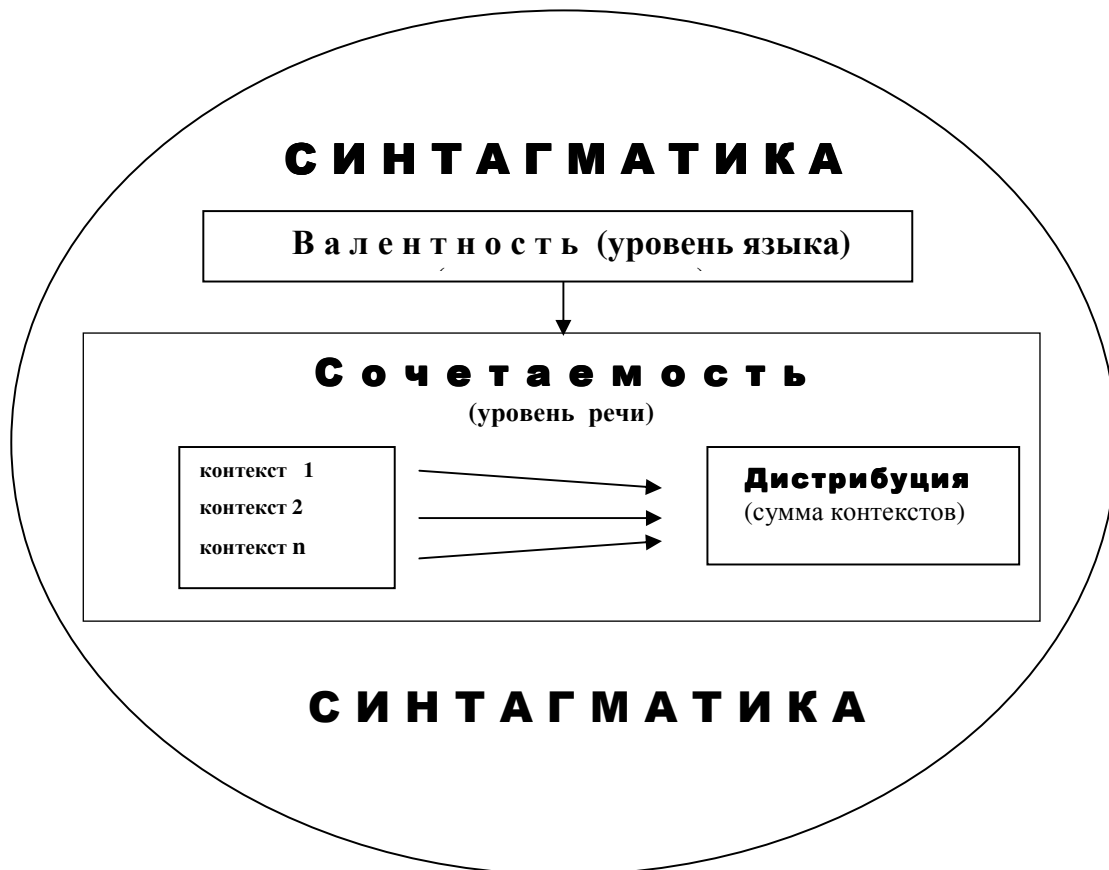 СИНТАГМАТИКА
Валентность (уровень языка)
Сочетаемость
(уровень речи)
контекст 1
контекст 2
контекст n
Дистрибуция
(сумма контекстов)
СИНТАГМАТИКА